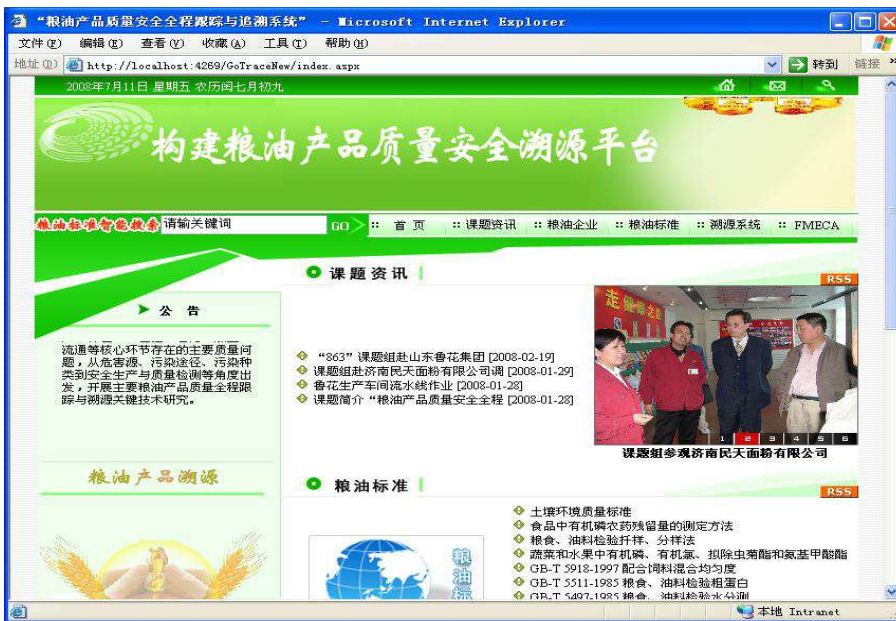 “粮油产品质量安全全程跟踪与追溯系统” - Microsoft Internet Explorer
文件(F) 编辑(E) 查看(V) 收藏(A) 工具(T) 帮助(H)
地址(D) http://localhost:4269/GoTraceNew/index.aspx 转到 链接 »
2008年7月11日 星期五 农历闰七月初九
构建粮油产品质量安全溯源平台
粮油标准智能搜索 请输关键词 GO :: 首 页 :: 课题资讯 :: 粮油企业 :: 粮油标准 :: 溯源系统 :: FMECA
课题资讯
RSS
公 告
流通等核心环节存在的主要质量问
题，从危害源、污染途径、污染种
类到安全生产与质量检测等角度出
发，开展主要粮油产品质量全程跟
踪与溯源关键技术研究。
“863”课题组赴山东鲁花集团 [2008-02-19]
课题组赴济南民天面粉有限公司调 [2008-01-29]
鲁花生产车间流水线作业 [2008-01-28]
课题简介“粮油产品质量安全全程 [2008-01-28]
走健康之
1 2 3 4 5 6
课题组参观济南民天面粉有限公司
粮油产品溯源
粮油标准
RSS
粮油标
土壤环境质量标准
食品中有机磷农药残留量的测定方法
粮食、油料检验扦样、分样法
蔬菜和水果中有机磷、有机氯、拟除虫菊酯和氨基甲酸酯
GB-T 5918-1997 配合饲料混合均匀度
GB-T 5511-1985 粮食、油料检验粗蛋白
GB-T 5497-1985 粮食、油料检验水分测
本地 Intranet